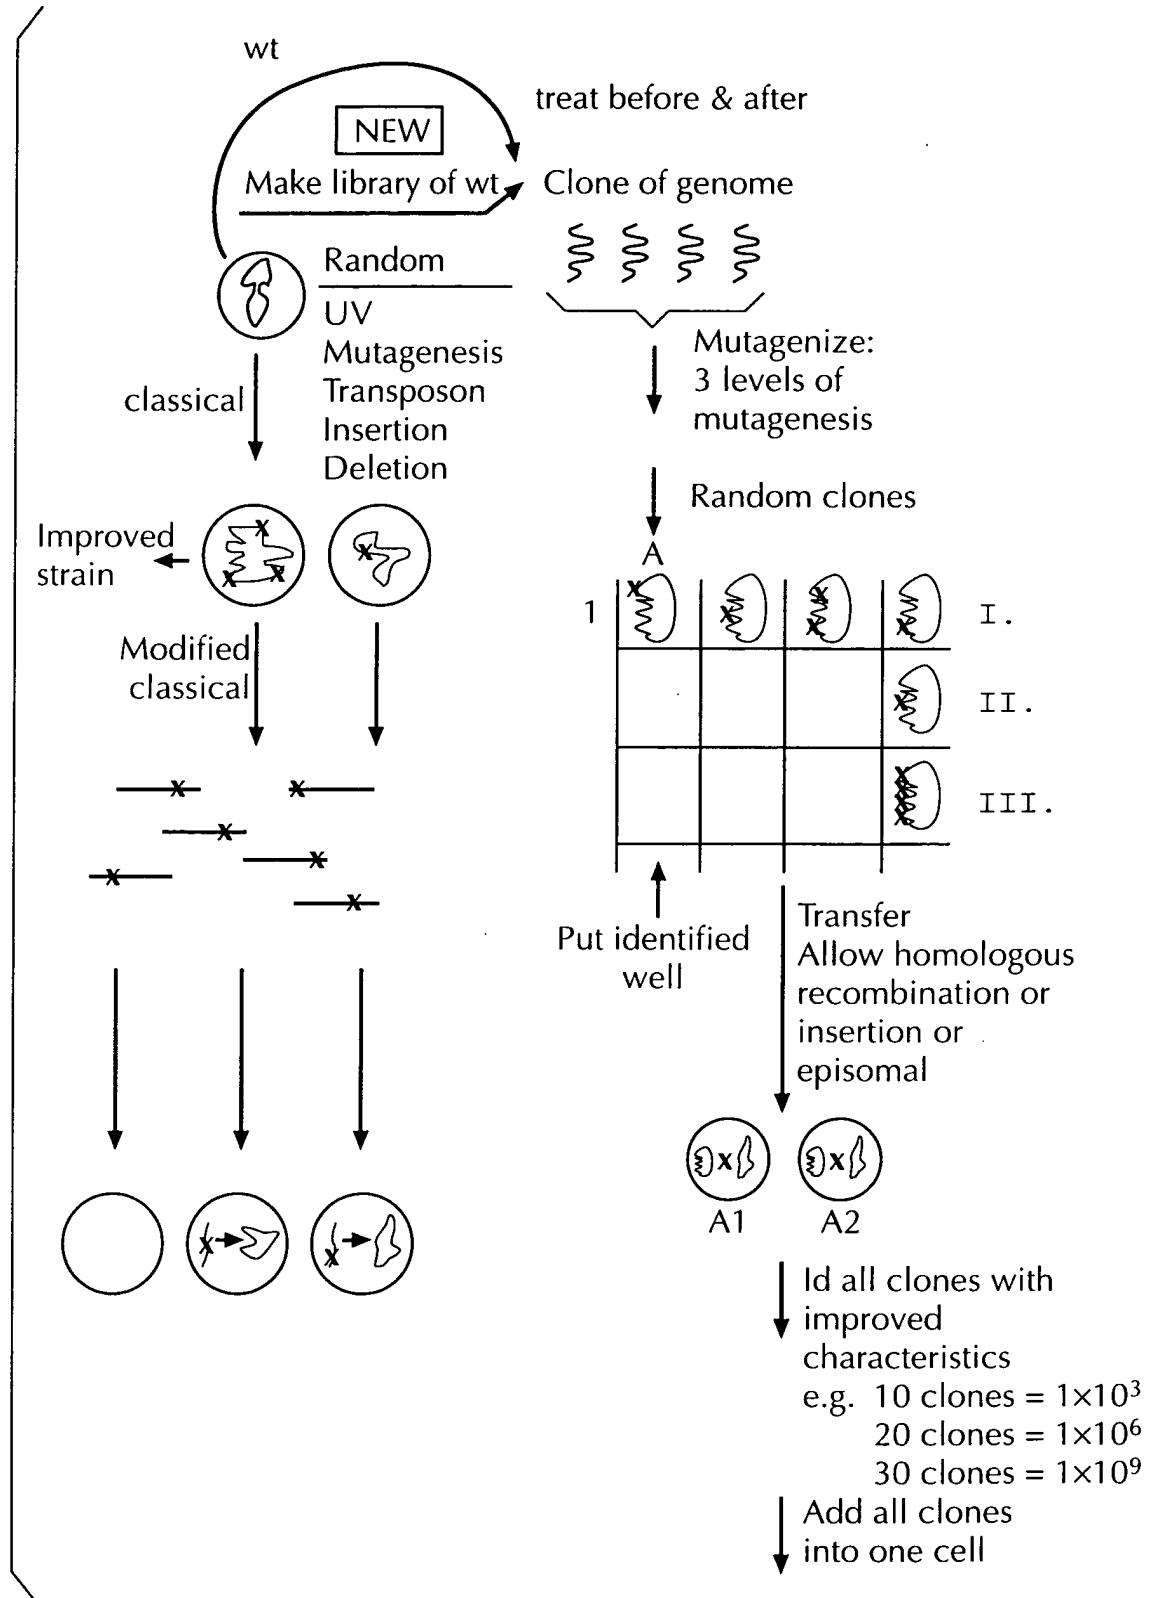 wt
treat before & after
NEW
Make library of wt
Clone of genome
Random
UV
Mutagenesis
Transposon
Insertion
Deletion
classical
Mutagenize:
3 levels of
mutagenesis
Random clones
Improved
strain
x
x
x
x
A
1
x
x
x
x
x
I.
Modified
classical
x
II.
x
x
x
x
III.
x
x
x
x
x
x
Put identified
well
Transfer
Allow homologous
recombination or
insertion or
episomal
x
x
A1
A2
x
x
Id all clones with
improved
characteristics
e.g. 10 clones = 1×10³
20 clones = 1×10⁶
30 clones = 1×10⁹
Add all clones
into one cell